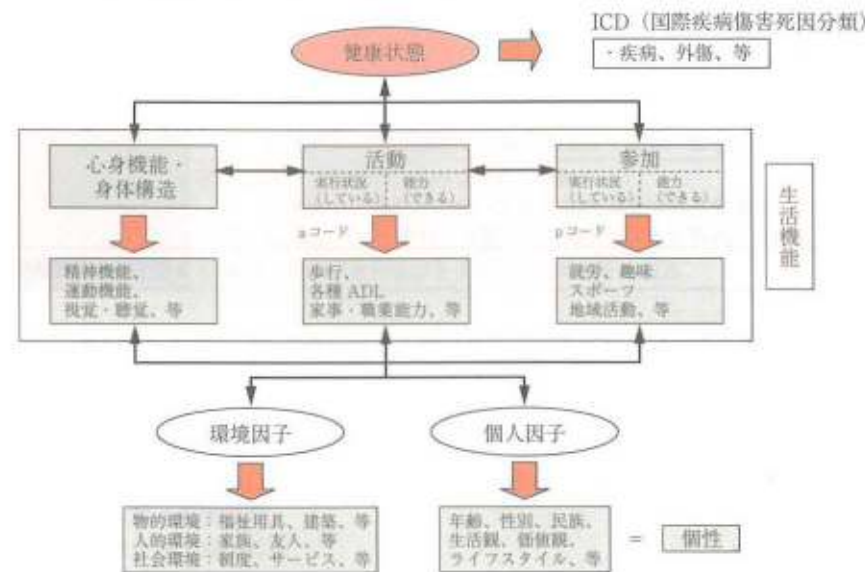 ICD（国際疾病傷害死因分類）
健康状態
・疾病、外傷、等
心身機能・
身体構造
活動
実行状況
（している）
能力
（できる）
参加
実行状況
（している）
能力
（できる）
生活機能
aコード
pコード
精神機能、
運動機能、
視覚・聴覚、等
歩行、
各種 ADL
家事・職業能力、等
就労、趣味
スポーツ
地域活動、等
環境因子
個人因子
物的環境：福祉用具、建築、等
人的環境：家族、友人、等
社会環境：制度、サービス、等
年齢、性別、民族、
生活観、価値観、
ライフスタイル、等
=
個性